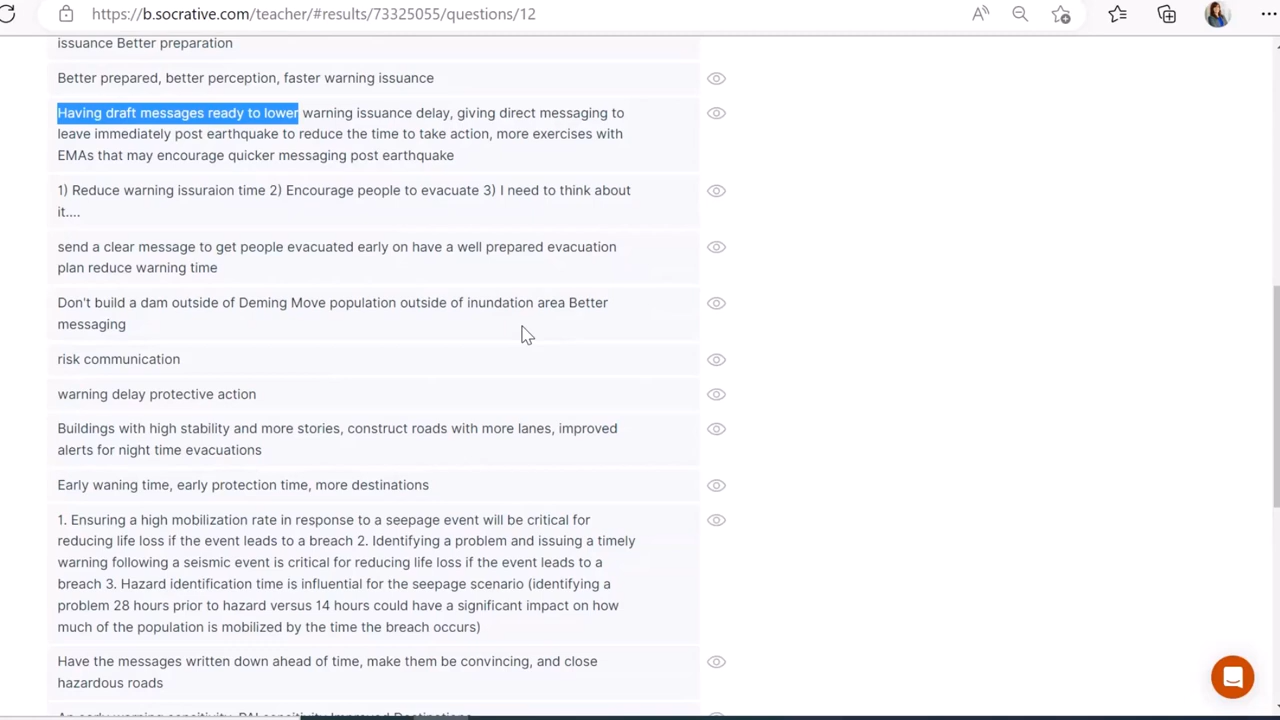 https://b.socrative.com/teacher/#results/73325055/questions/12
issuance Better preparation
Better prepared, better perception, faster warning issuance
Having draft messages ready to lower warning issuance delay, giving direct messaging to
leave immediately post earthquake to reduce the time to take action, more exercises with
EMAs that may encourage quicker messaging post earthquake
1) Reduce warning issuraion time 2) Encourage people to evacuate 3) I need to think about
it....
send a clear message to get people evacuated early on have a well prepared evacuation
plan reduce warning time
Don't build a dam outside of Deming Move population outside of inundation area Better
messaging
risk communication
warning delay protective action
Buildings with high stability and more stories, construct roads with more lanes, improved
alerts for night time evacuations
Early waning time, early protection time, more destinations
1. Ensuring a high mobilization rate in response to a seepage event will be critical for
reducing life loss if the event leads to a breach 2. Identifying a problem and issuing a timely
warning following a seismic event is critical for reducing life loss if the event leads to a
breach 3. Hazard identification time is influential for the seepage scenario (identifying a
problem 28 hours prior to hazard versus 14 hours could have a significant impact on how
much of the population is mobilized by the time the breach occurs)
Have the messages written down ahead of time, make them be convincing, and close
hazardous roads
An early warning sensitivity, PAI sensitivity Improved Destinations